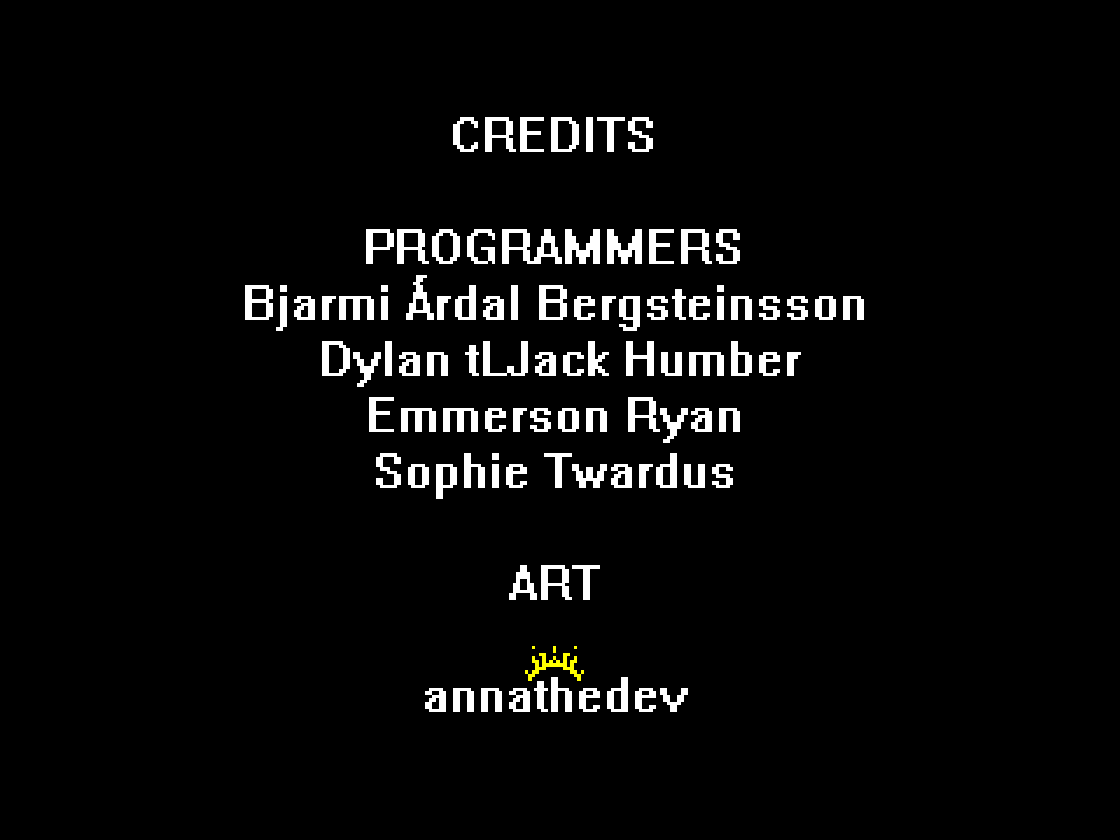 CREDITS
PROGRAMMERS
Bjarmi Árdal Bergsteinsson
Dylan tLJack Humber
Emmerson Ryan
Sophie Twardus
ART
annathedev